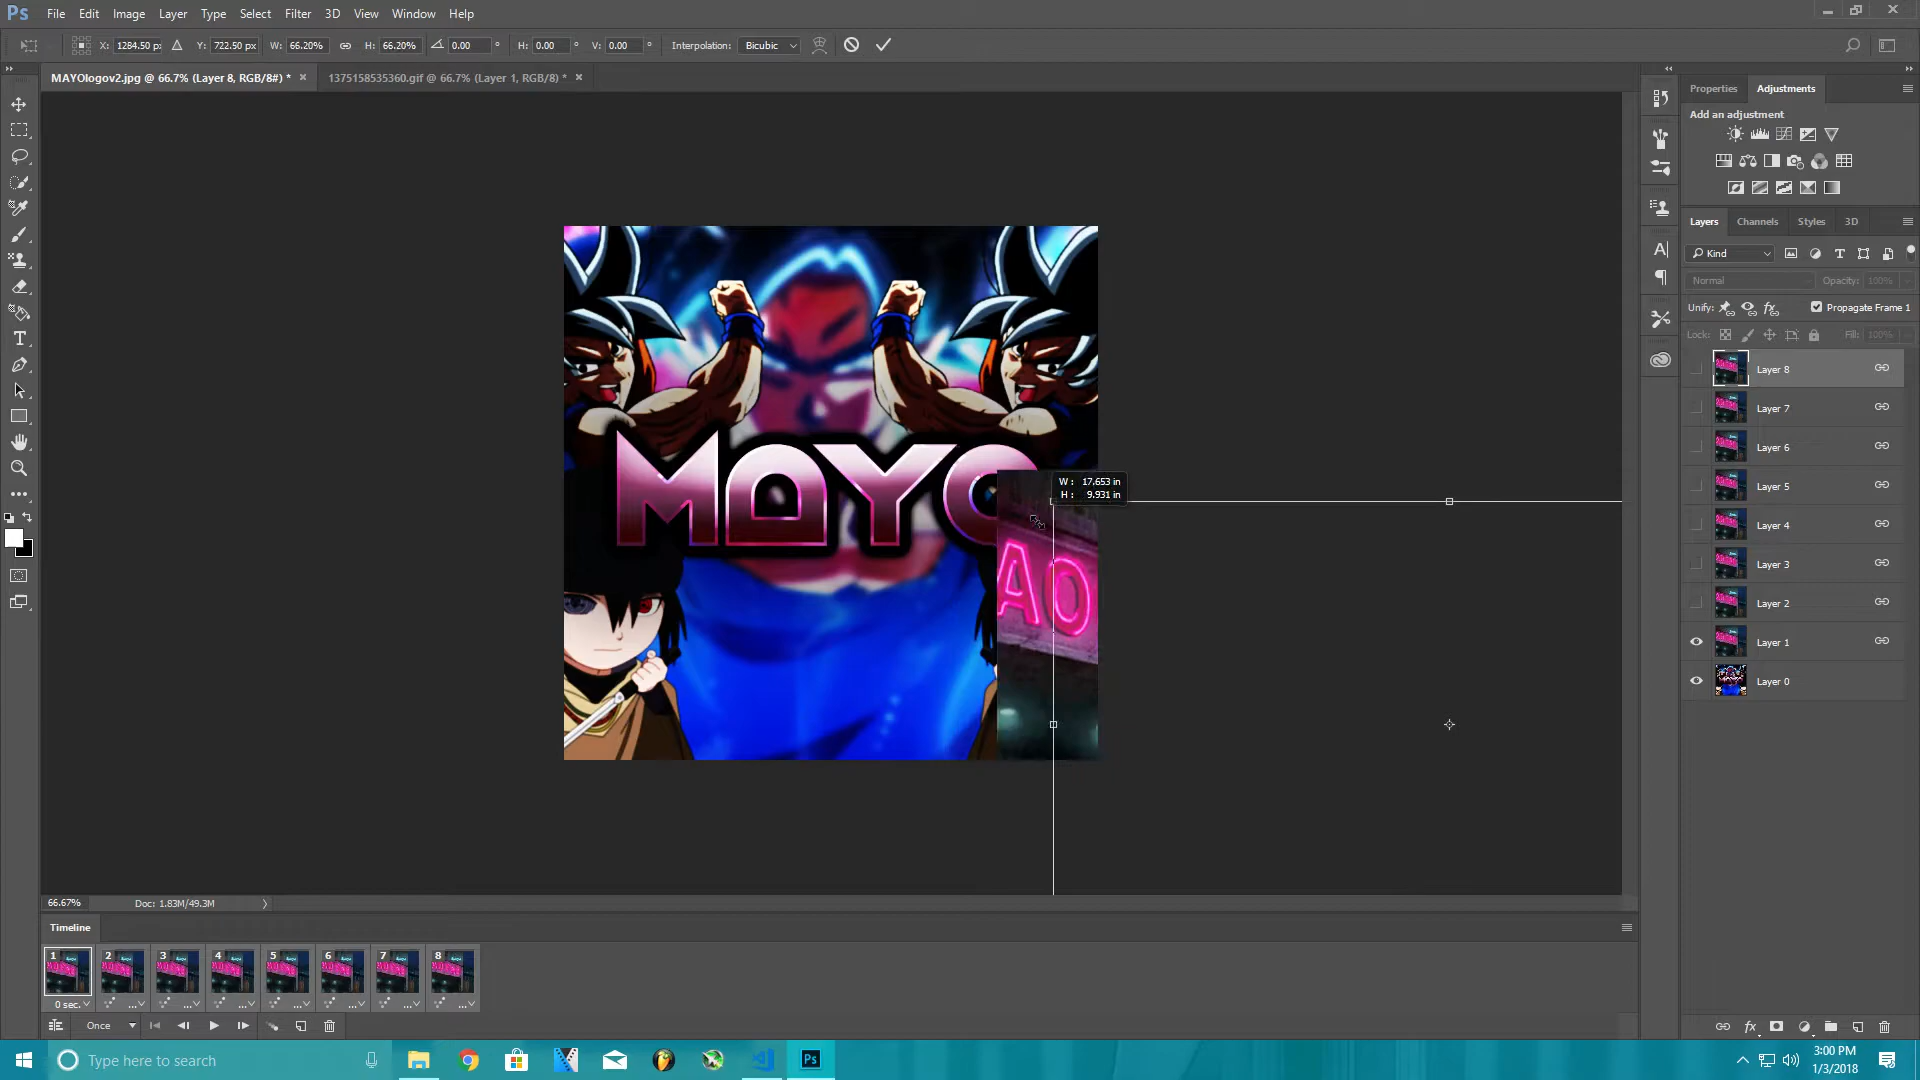 Ps File Edit Image Layer Type Select Filter 3D View Window Help
X: 1284.50 px Y: 722.50 px W: 66.20% H: 66.20% 0.00 ° H: 0.00 ° V: 0.00 ° Interpolation: Bicubic
MAYOlogov2.jpg @ 66.7% (Layer 8, RGB/8#) * × 1375158535360.gif @ 66.7% (Layer 1, RGB/8) * ×
Properties Adjustments
Add an adjustment
Layers Channels Styles 3D
Kind
Normal Opacity: 100%
Unify: Propagate Frame 1
Lock: Fill: 100%
Layer 8
Layer 7
Layer 6
Layer 5
Layer 4
Layer 3
Layer 2
Layer 1
Layer 0
MAYO
W : 17.653 in
H : 9.931 in
AO
66.67% Doc: 1.83M/49.3M
Timeline
1 2 3 4 5 6 7 8
0 sec.
Once
Type here to search
Ps
3:00 PM
1/3/2018